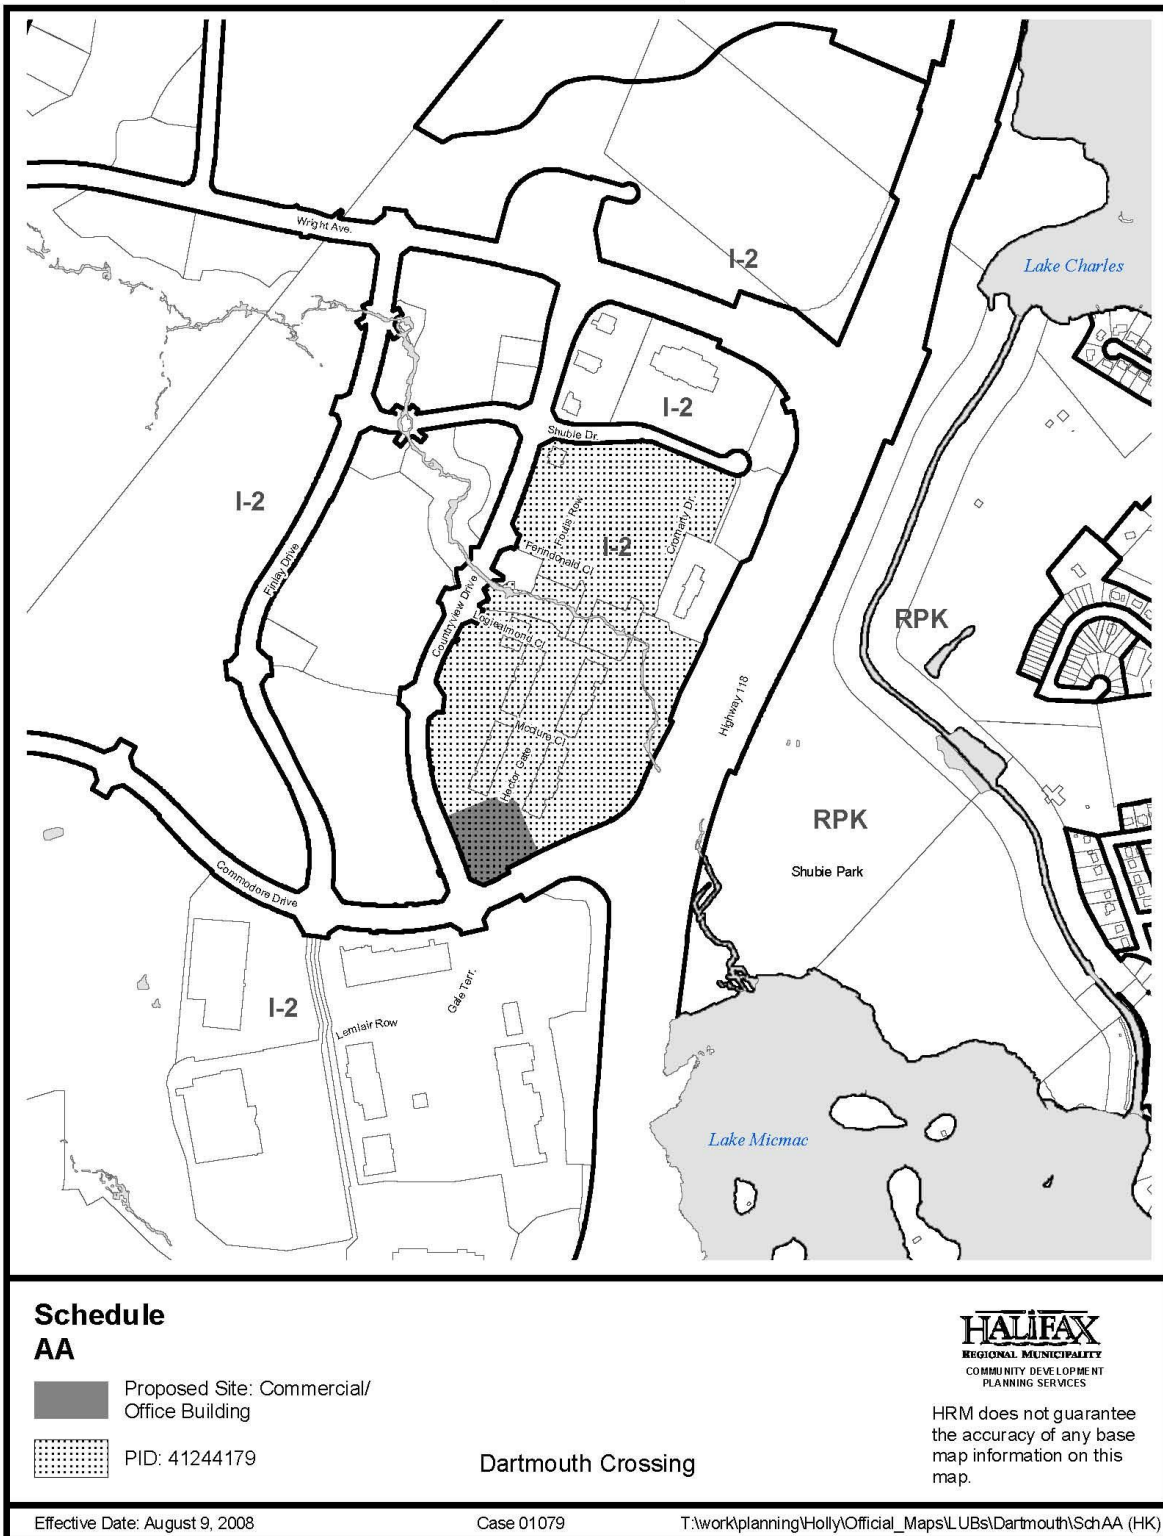 Wright Ave.
I-2
Lake Charles
I-2
Shubie Dr.
I-2
Foulis Row
Cromarty Dr.
I-2
Ferindonald Cl
Finlay Drive
Countryview Drive
Logiealmond Cl
RPK
Highway 118
Mcclure Cl
Hector Gate
RPK
Shubie Park
Commodore Drive
Gale Terr.
I-2
Lemlair Row
Lake Micmac
Schedule
AA
Proposed Site: Commercial/
Office Building
PID: 41244179
Dartmouth Crossing
HALIFAX
REGIONAL MUNICIPALITY
COMMUNITY DEVELOPMENT
PLANNING SERVICES
HRM does not guarantee
the accuracy of any base
map information on this
map.
Effective Date: August 9, 2008
Case 01079
T:\work\planning\Holly\Official_Maps\LUBs\Dartmouth\SchAA (HK)